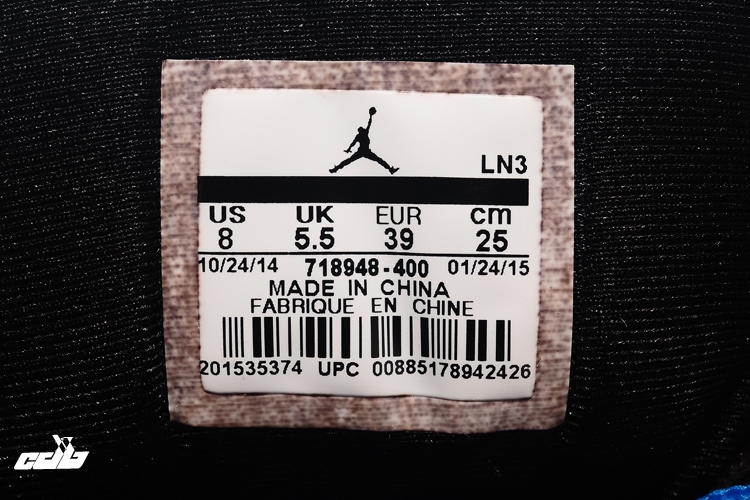 LN3
US UK EUR cm
8 5.5 39 25
10/24/14 718948-400 01/24/15
MADE IN CHINA
FABRIQUE EN CHINE
201535374 UPC 00885178942426
cdb